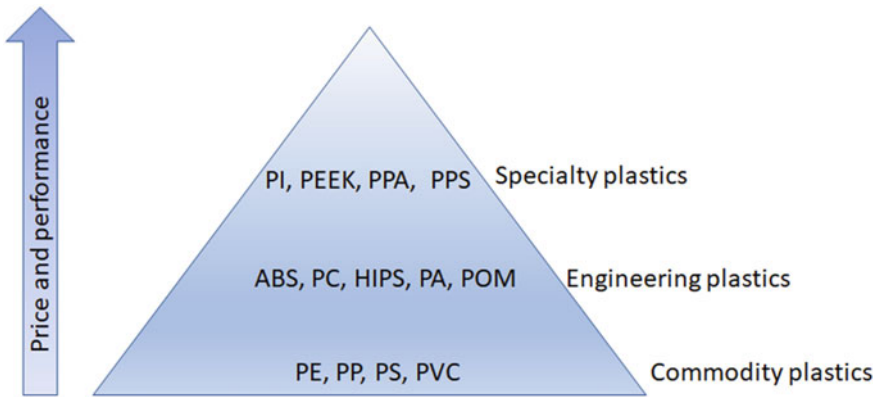 Price and performance
PI, PEEK, PPA, PPS
Specialty plastics
ABS, PC, HIPS, PA, POM
Engineering plastics
PE, PP, PS, PVC
Commodity plastics